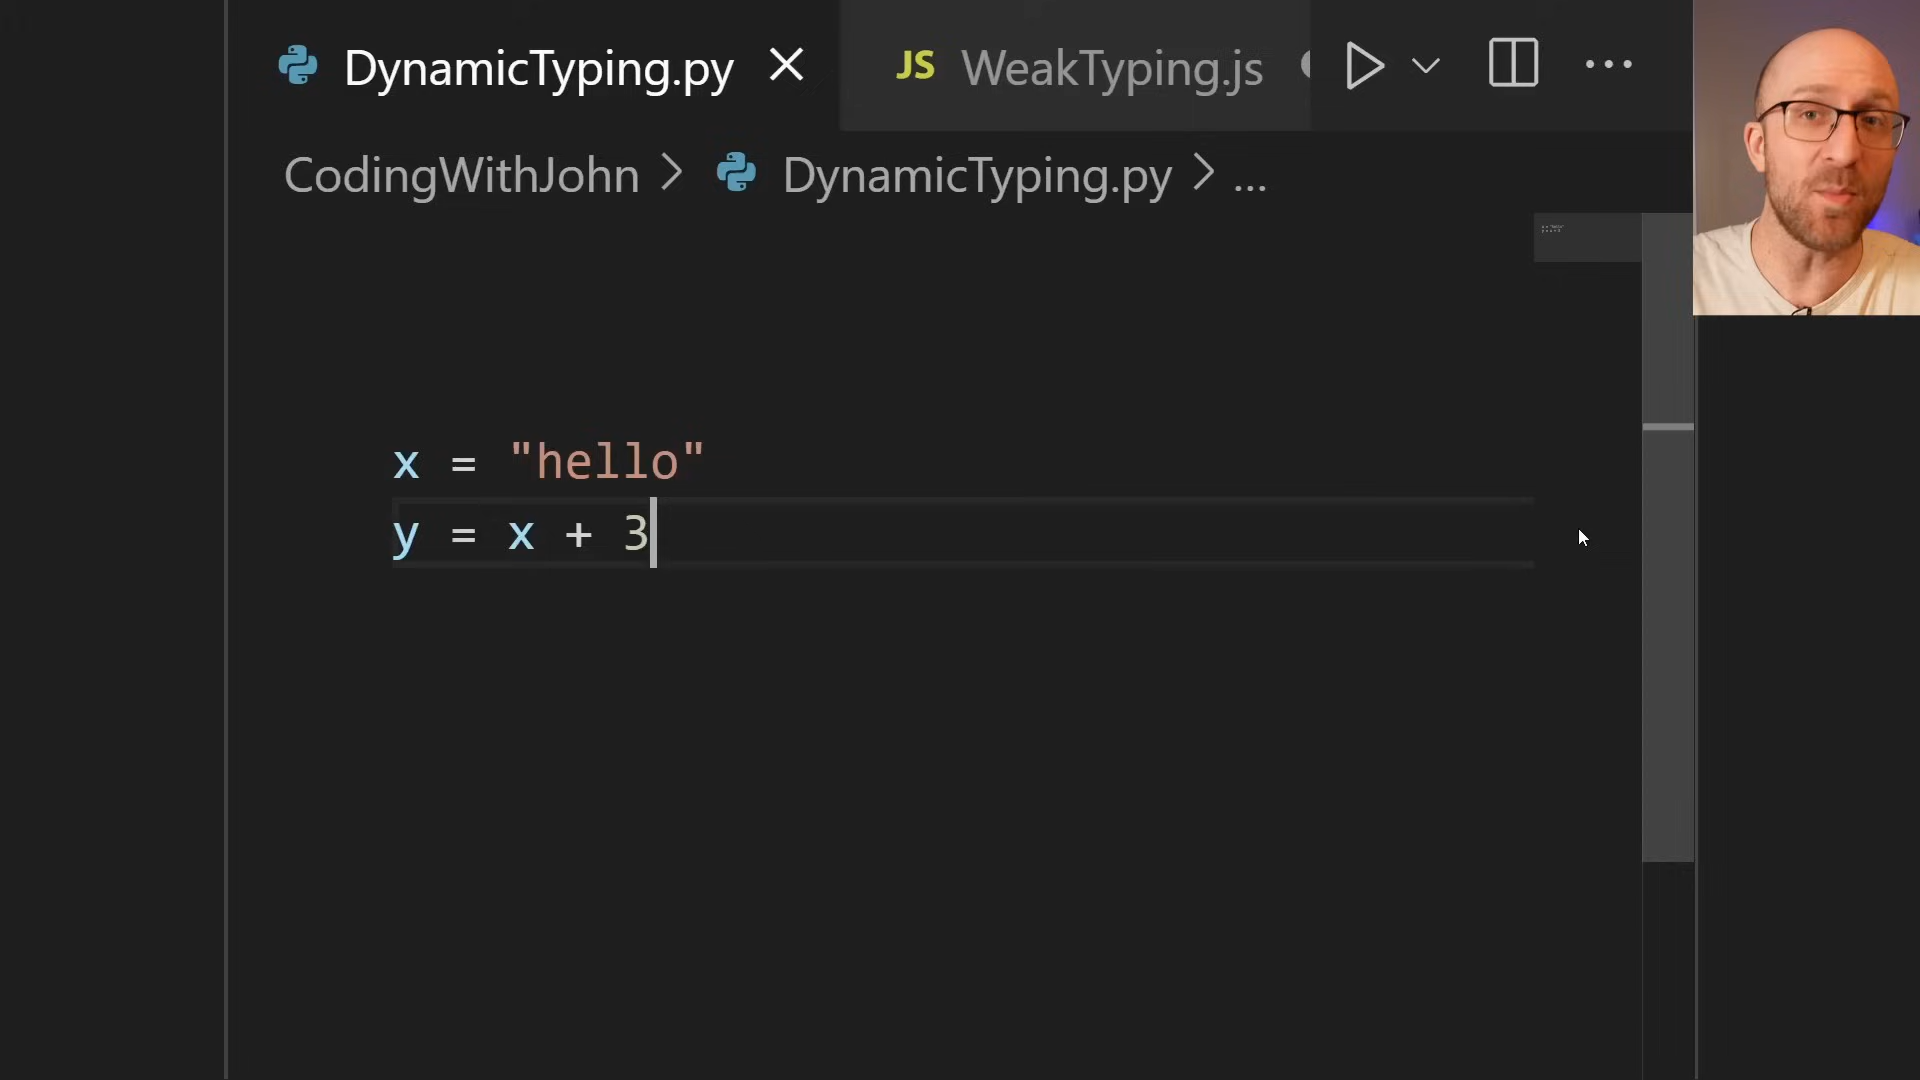 DynamicTyping.py
JS WeakTyping.js
CodingWithJohn > DynamicTyping.py > ...
x = "hello"
y = x + 3